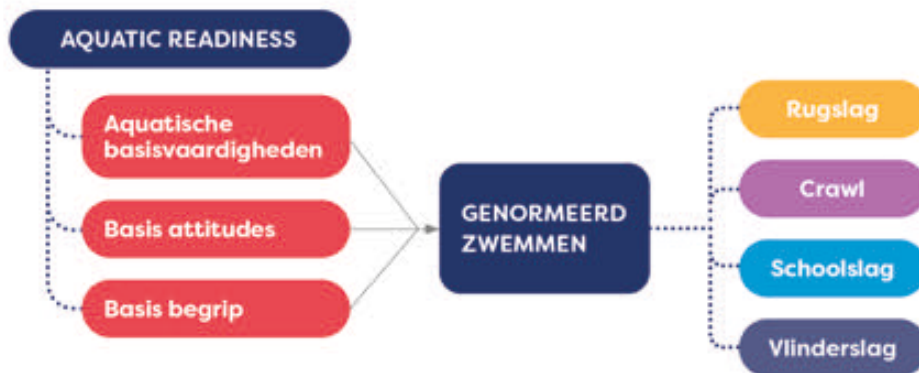 AQUATIC READINESS
Aquatische
basisvaardigheden
Basis attitudes
Basis begrip
GENORMEERD
ZWEMMEN
Rugslag
Crawl
Schoolslag
Vlinderslag